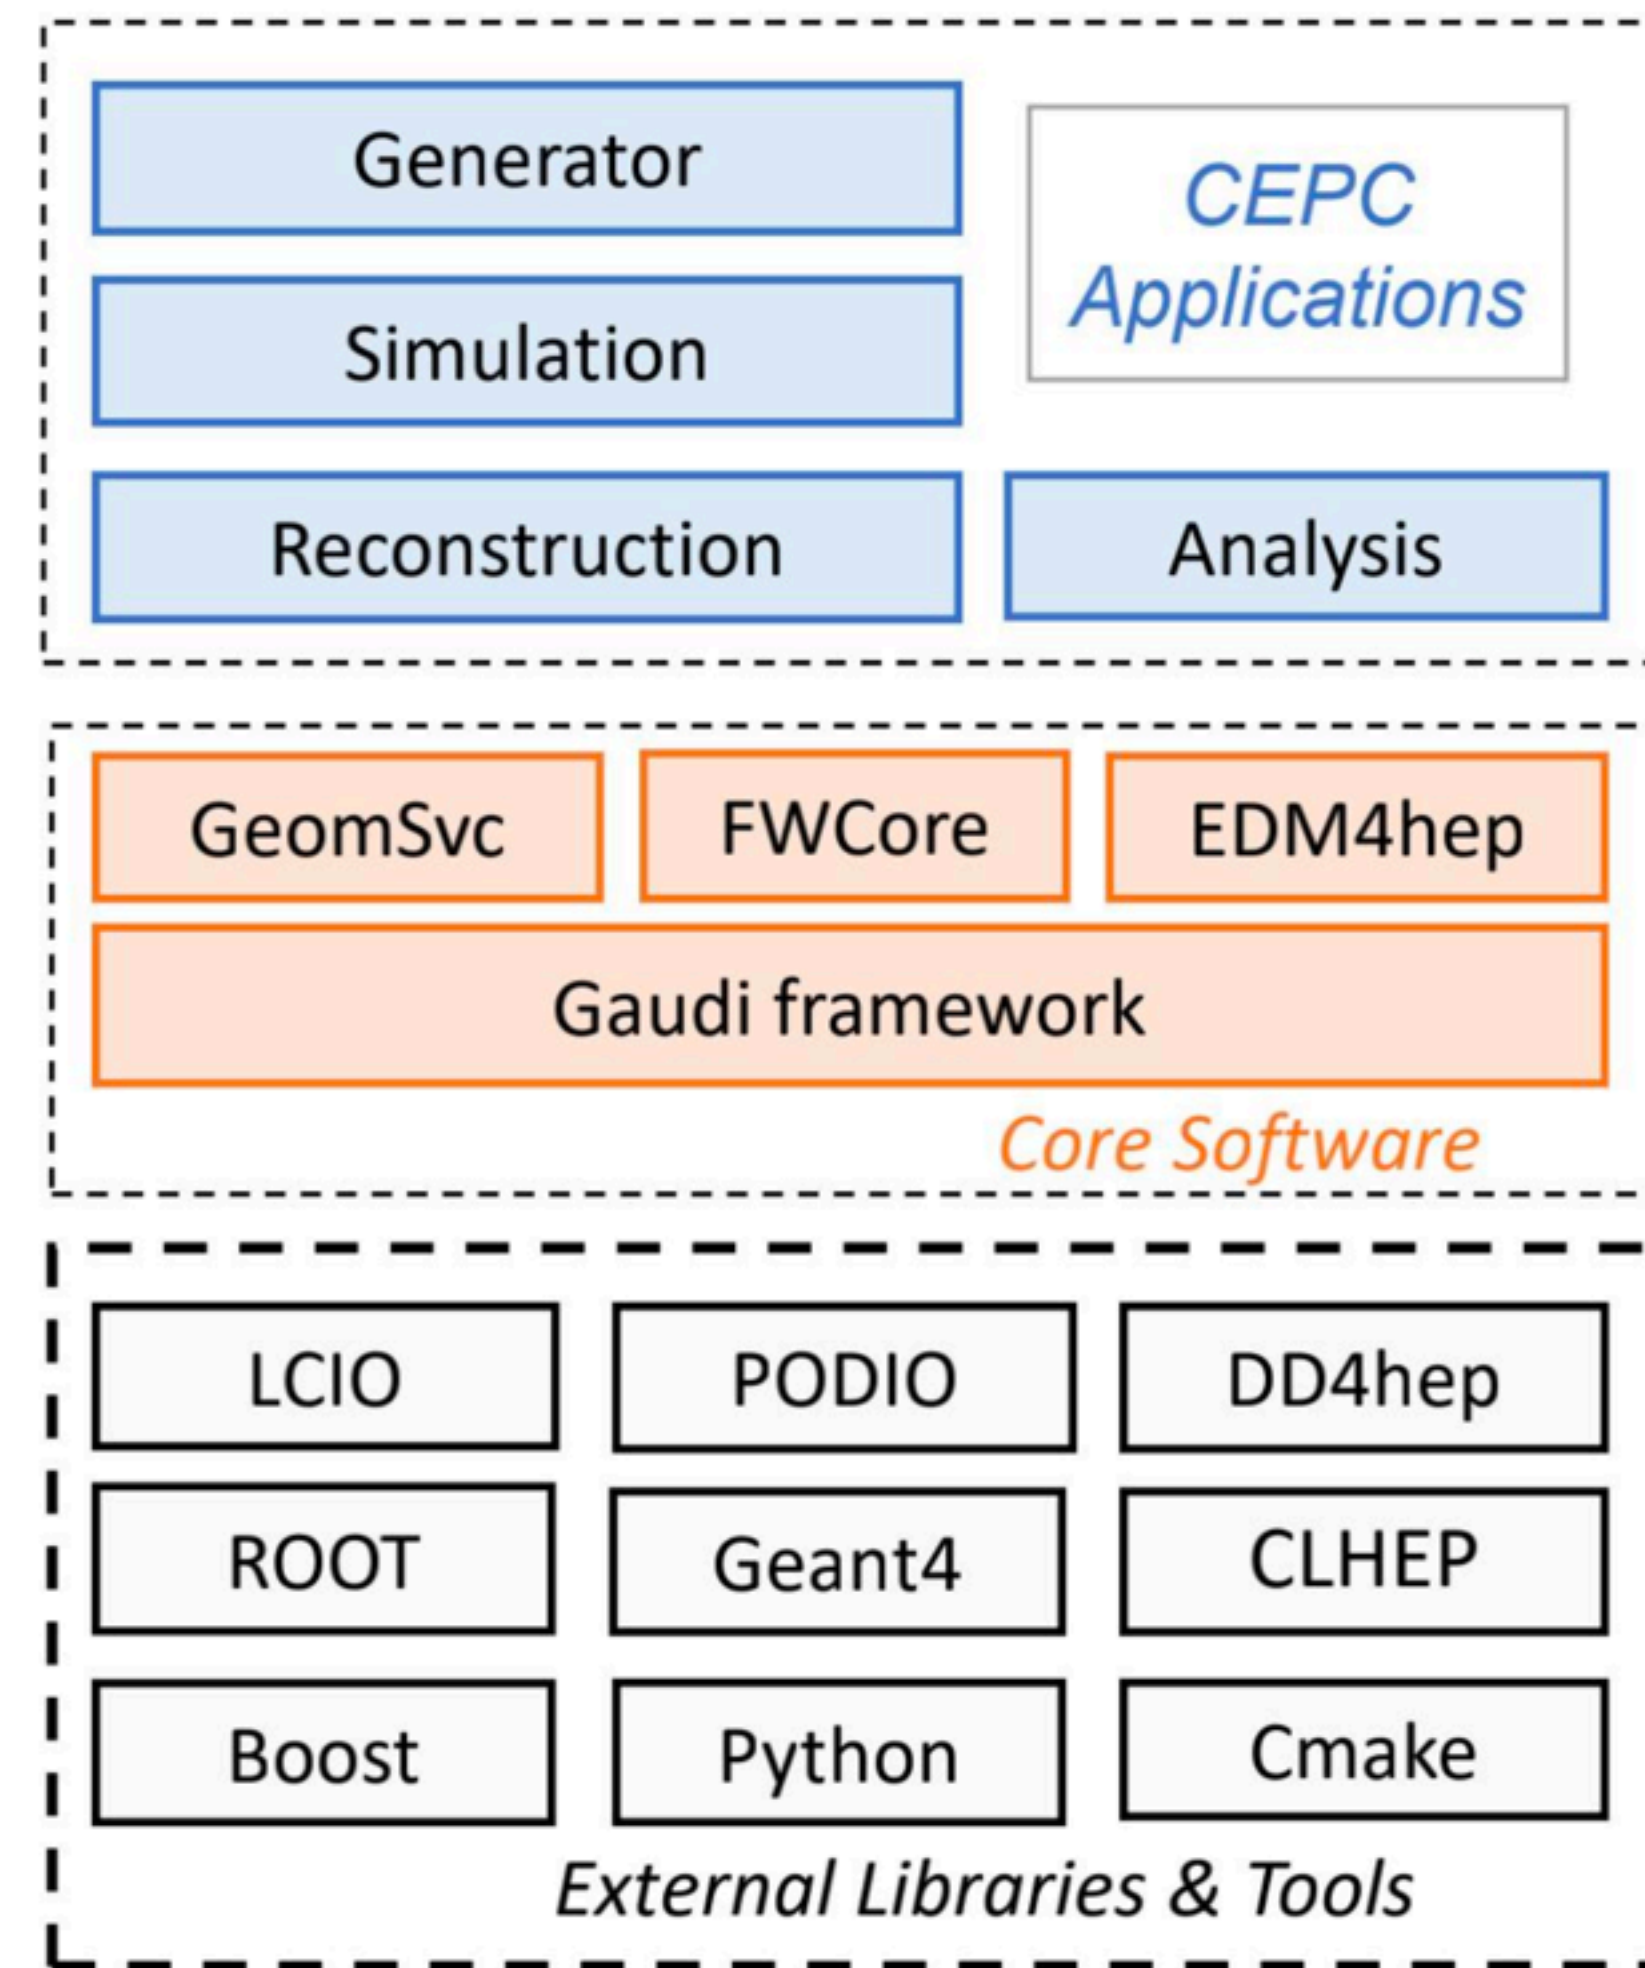 Generator
CEPC
Applications
Simulation
Reconstruction
Analysis
GeomSvc
FWCore
EDM4hep
Gaudi framework
Core Software
LCIO
PODIO
DD4hep
ROOT
Geant4
CLHEP
Boost
Python
Cmake
External Libraries & Tools